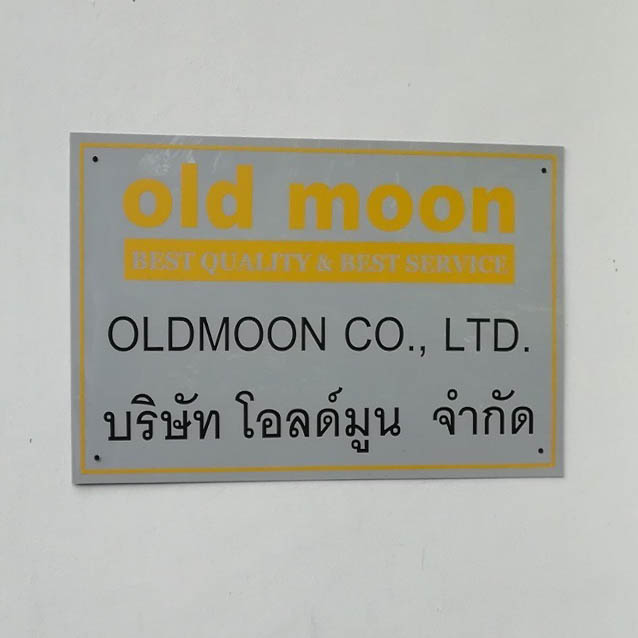 old moon
BEST QUALITY & BEST SERVICE
OLDMOON CO., LTD.
บริษัท โอลด์มูน จำกัด